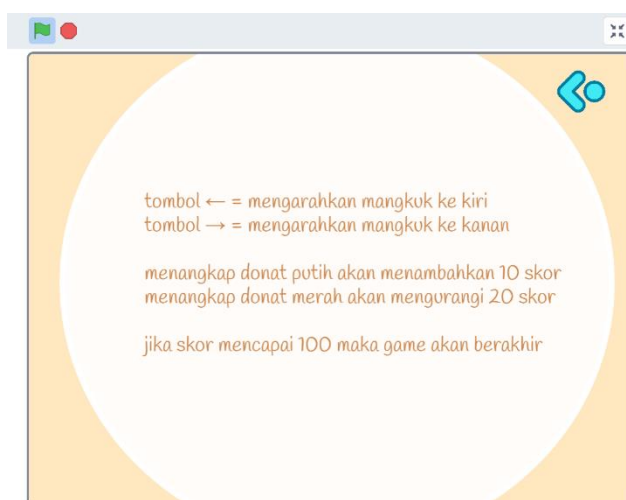 tombol ← = mengarahkan mangkuk ke kiri
tombol → = mengarahkan mangkuk ke kanan
menangkap donat putih akan menambahkan 10 skor
menangkap donat merah akan mengurangi 20 skor
jika skor mencapai 100 maka game akan berakhir